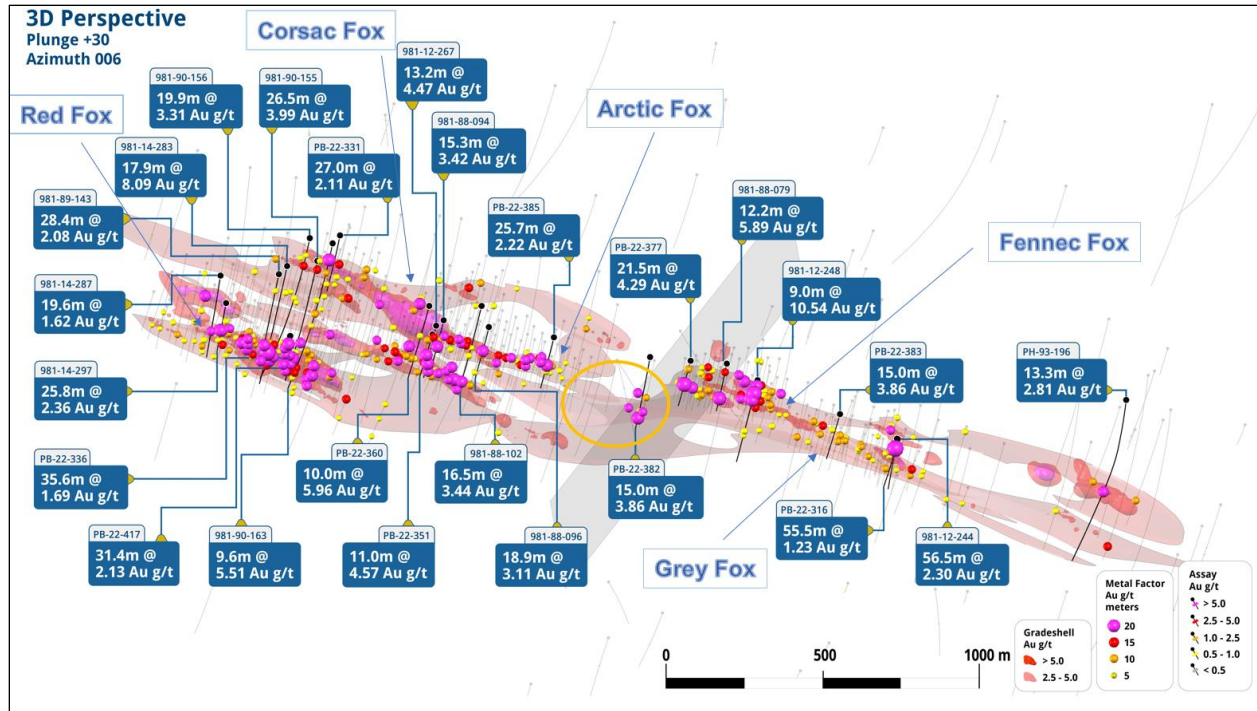 3D Perspective
Plunge +30
Azimuth 006
Corsac Fox
Red Fox
Arctic Fox
Fennec Fox
Grey Fox
981-90-156
19.9m @
3.31 Au g/t
981-90-155
26.5m @
3.99 Au g/t
981-12-267
13.2m @
4.47 Au g/t
981-14-283
17.9m @
8.09 Au g/t
PB-22-331
27.0m @
2.11 Au g/t
981-88-094
15.3m @
3.42 Au g/t
981-89-143
28.4m @
2.08 Au g/t
PB-22-385
25.7m @
2.22 Au g/t
981-88-079
12.2m @
5.89 Au g/t
PB-22-377
21.5m @
4.29 Au g/t
981-12-248
9.0m @
10.54 Au g/t
981-14-287
19.6m @
1.62 Au g/t
PB-22-383
15.0m @
3.86 Au g/t
PH-93-196
13.3m @
2.81 Au g/t
981-14-297
25.8m @
2.36 Au g/t
PB-22-336
35.6m @
1.69 Au g/t
PB-22-360
10.0m @
5.96 Au g/t
981-88-102
16.5m @
3.44 Au g/t
PB-22-382
15.0m @
3.86 Au g/t
PB-22-417
31.4m @
2.13 Au g/t
981-90-163
9.6m @
5.51 Au g/t
PB-22-351
11.0m @
4.57 Au g/t
981-88-096
18.9m @
3.11 Au g/t
PB-22-316
55.5m @
1.23 Au g/t
981-12-244
56.5m @
2.30 Au g/t
0
500
1000 m
Gradeshell
Au g/t
> 5.0
2.5 - 5.0
Metal Factor
Au g/t
meters
20
15
10
5
Assay
Au g/t
> 5.0
2.5 - 5.0
1.0 - 2.5
0.5 - 1.0
< 0.5